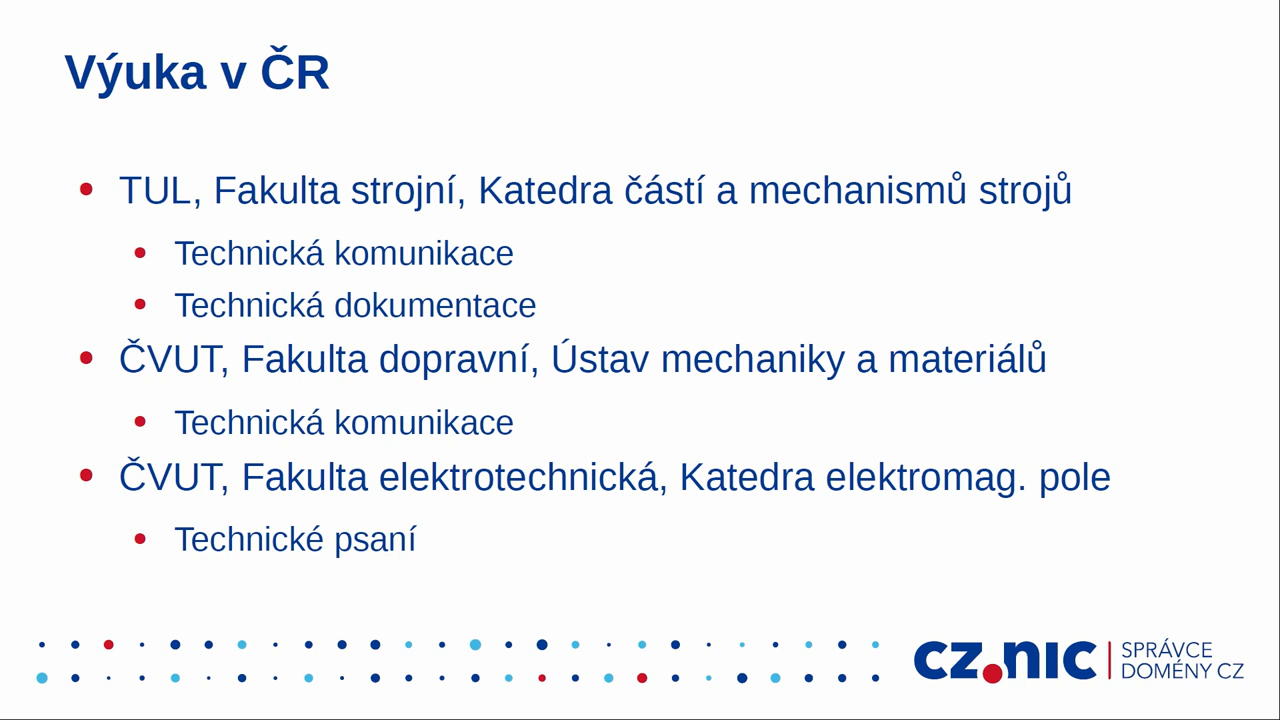 Výuka v ČR
TUL, Fakulta strojní, Katedra částí a mechanismů strojů
Technická komunikace
Technická dokumentace
ČVUT, Fakulta dopravní, Ústav mechaniky a materiálů
Technická komunikace
ČVUT, Fakulta elektrotechnická, Katedra elektromag. pole
Technické psaní
CZ.NIC
SPRÁVCE
DOMÉNY CZ